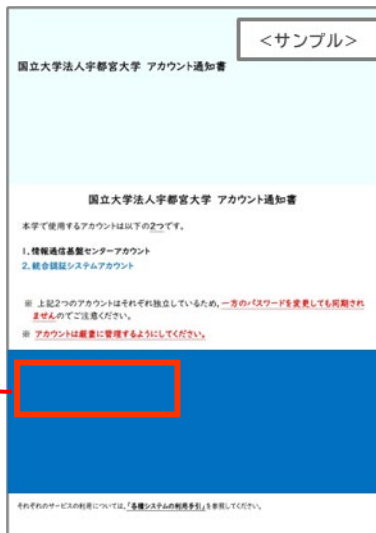 <サンプル>
国立大学法人宇都宮大学 アカウント通知書
国立大学法人宇都宮大学 アカウント通知書
本学で使用するアカウントは以下の2つです。
1. 情報通信基盤センターアカウント
2. 統合認証システムアカウント
※ 上記2つのアカウントはそれぞれ独立しているため、一方のパスワードを変更しても同期され
ませんのでご注意ください。
※ アカウントは厳重に管理するようにしてください。
それぞれのサービスの利用については、「各種システムの利用手引」を参照してください。